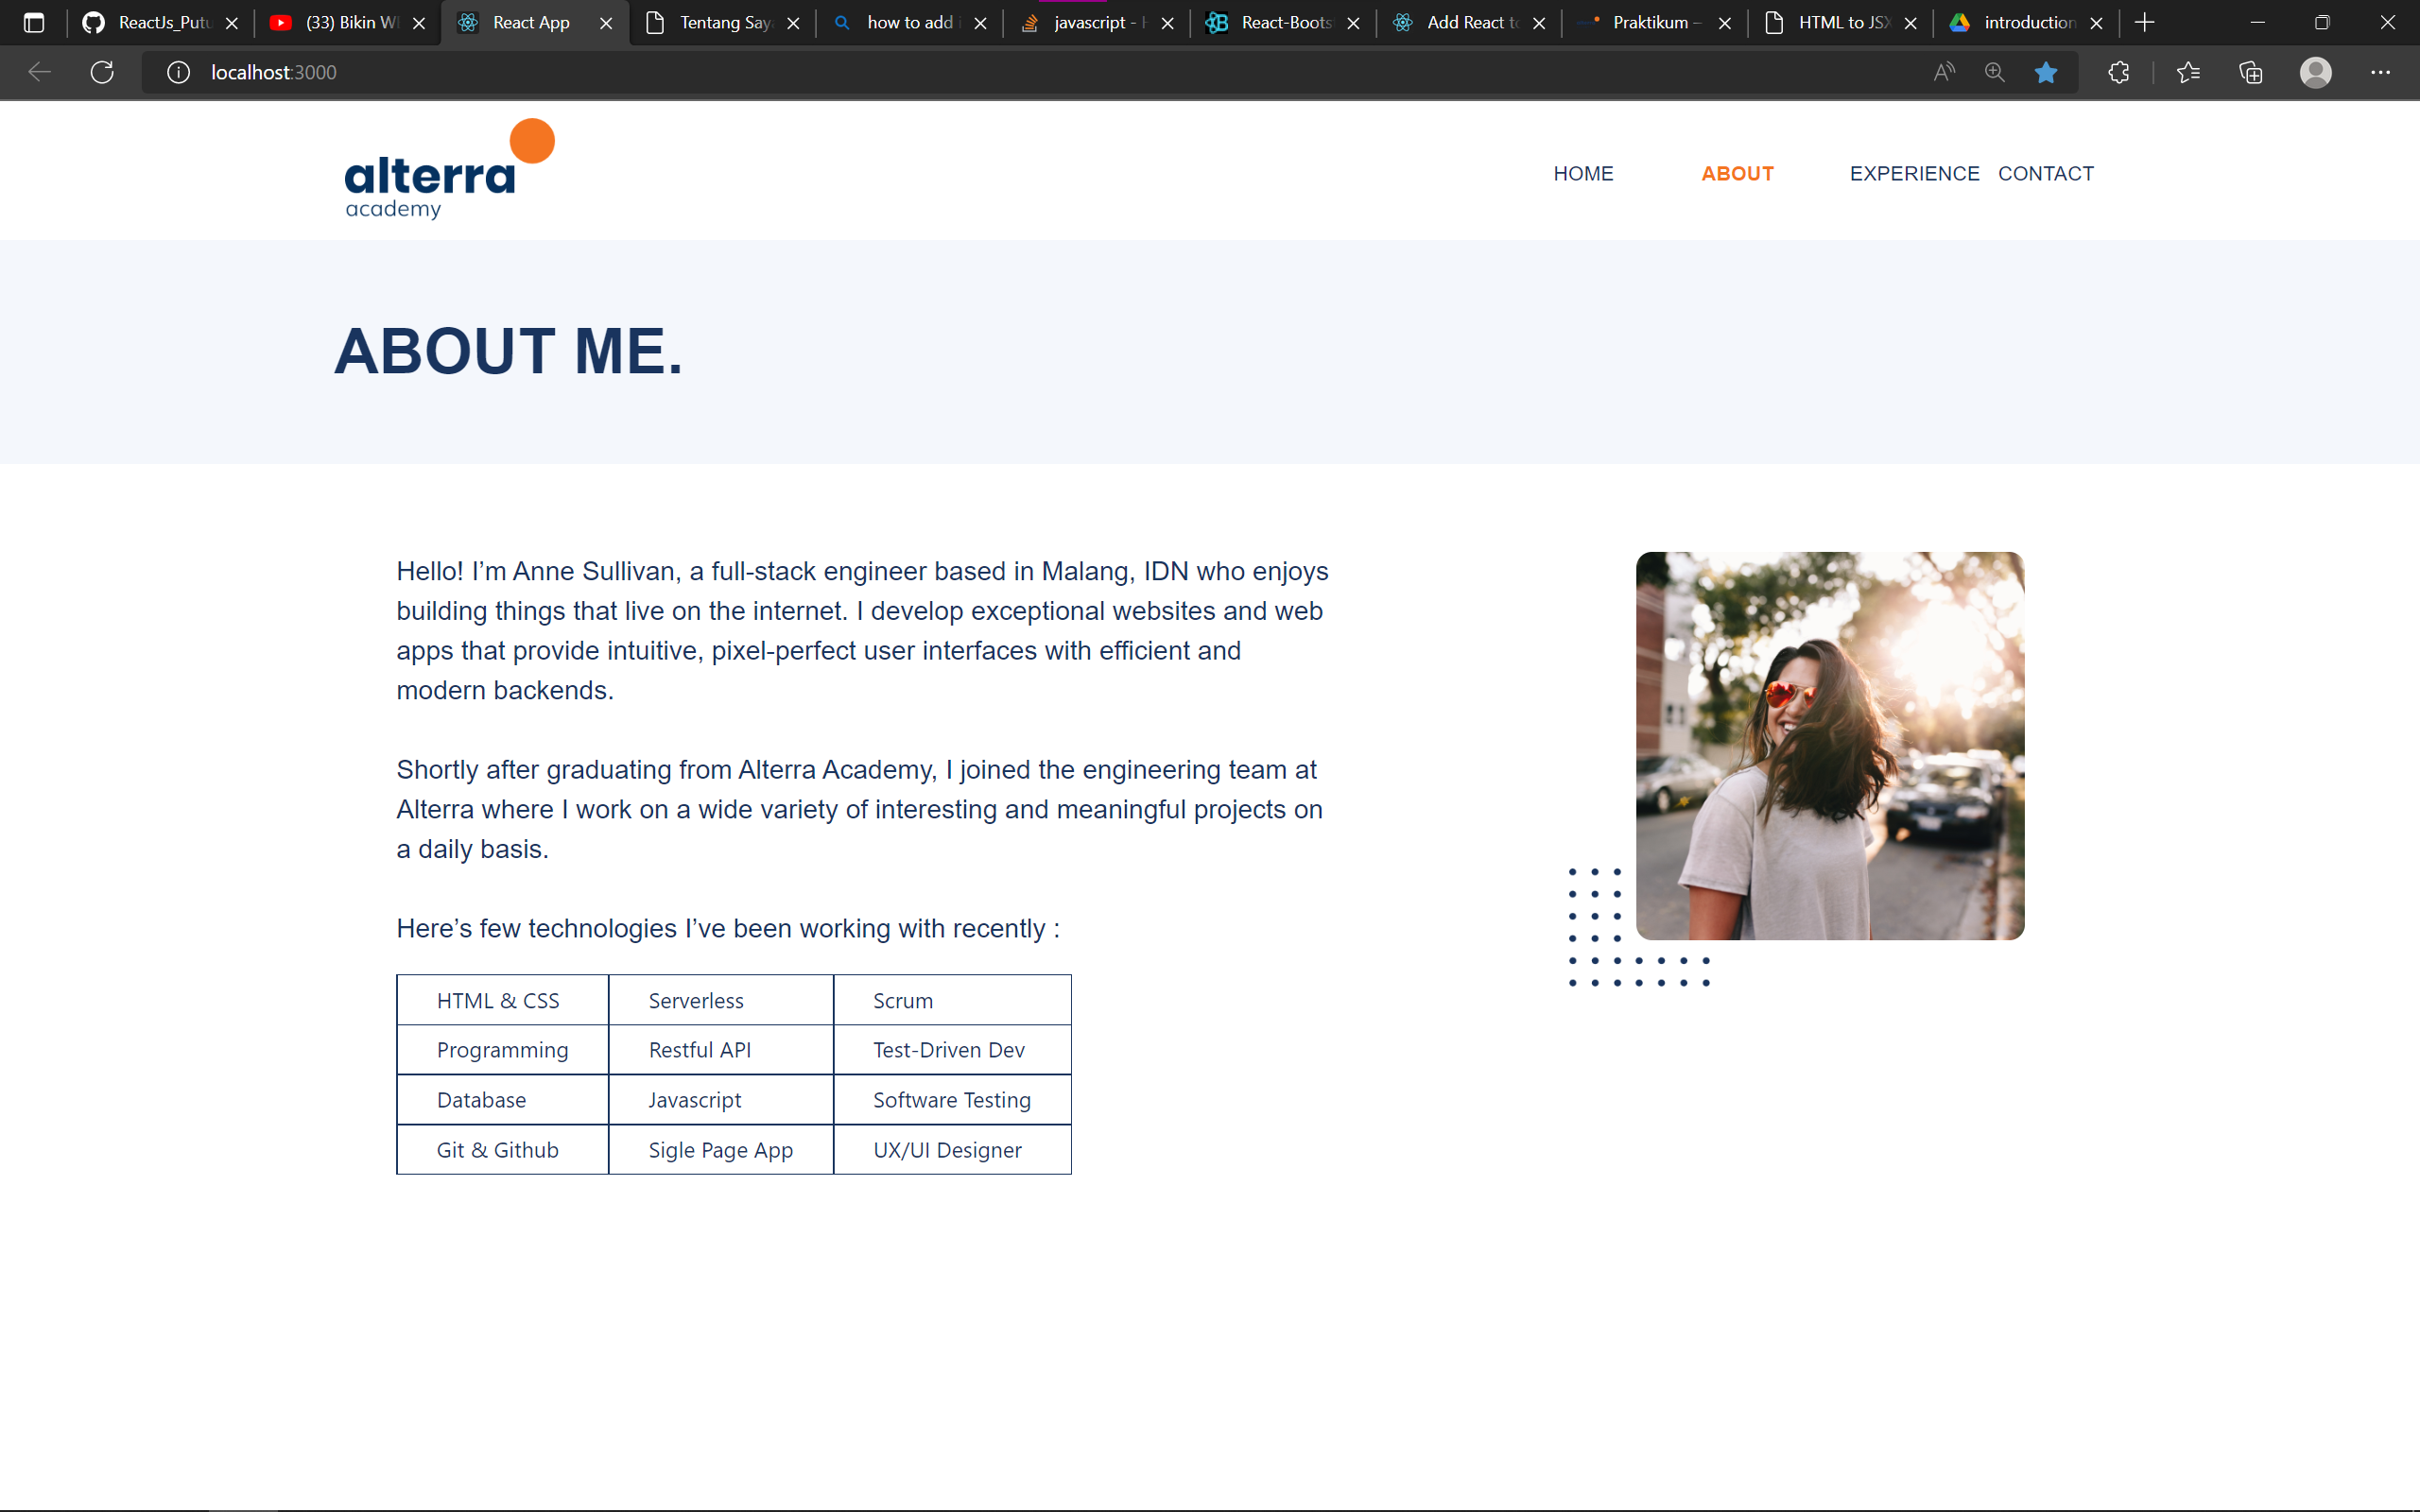 ReactJs_Putu
(33) Bikin W
React App
Tentang Say
how to add
javascript -
React-Boots
Add React to
Praktikum –
HTML to JSX
introduction
localhost:3000
alterra
academy
HOME ABOUT EXPERIENCE CONTACT
ABOUT ME.
Hello! I’m Anne Sullivan, a full-stack engineer based in Malang, IDN who enjoys
building things that live on the internet. I develop exceptional websites and web
apps that provide intuitive, pixel-perfect user interfaces with efficient and
modern backends.
Shortly after graduating from Alterra Academy, I joined the engineering team at
Alterra where I work on a wide variety of interesting and meaningful projects on
a daily basis.
Here’s few technologies I’ve been working with recently :
HTML & CSS Serverless Scrum
Programming Restful API Test-Driven Dev
Database Javascript Software Testing
Git & Github Sigle Page App UX/UI Designer